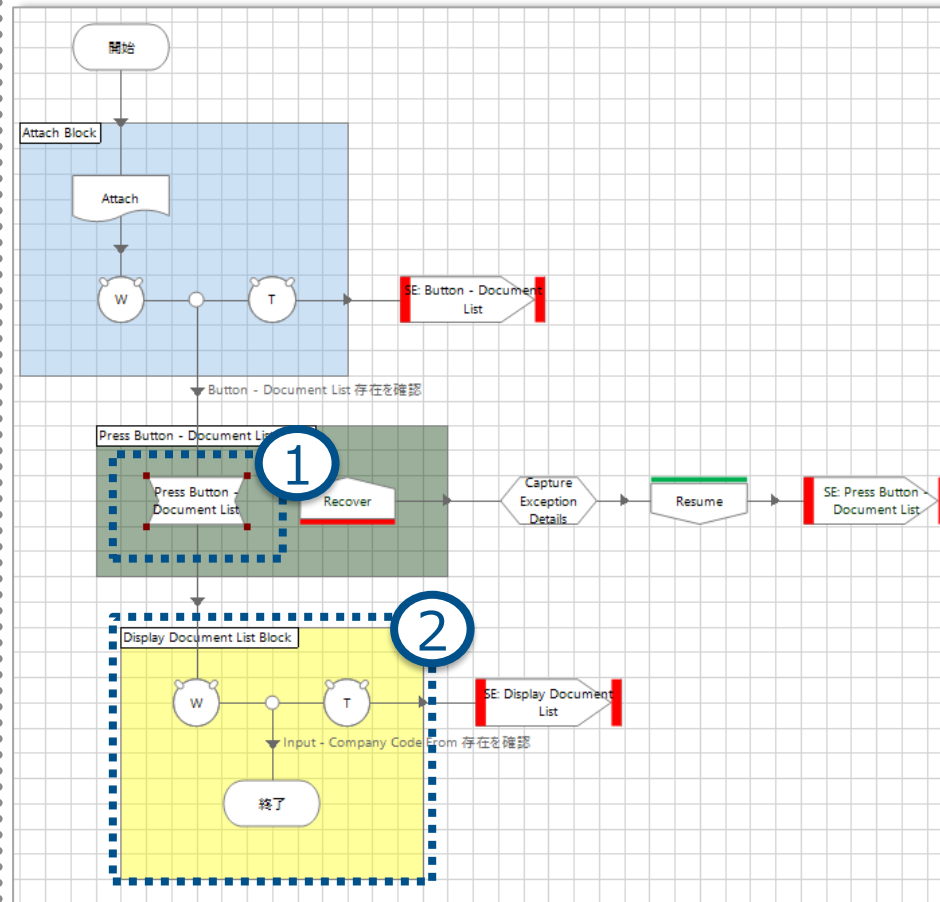 開始
Attach Block
Attach
W
T
SE: Button - Document
List
Button - Document List 存在を確認
Press Button - Document List
1
Press Button -
Document List
Recover
Capture
Exception
Details
Resume
SE: Press Button -
Document List
2
Display Document List Block
W
T
SE: Display Document
List
Input - Company Code From 存在を確認
終了